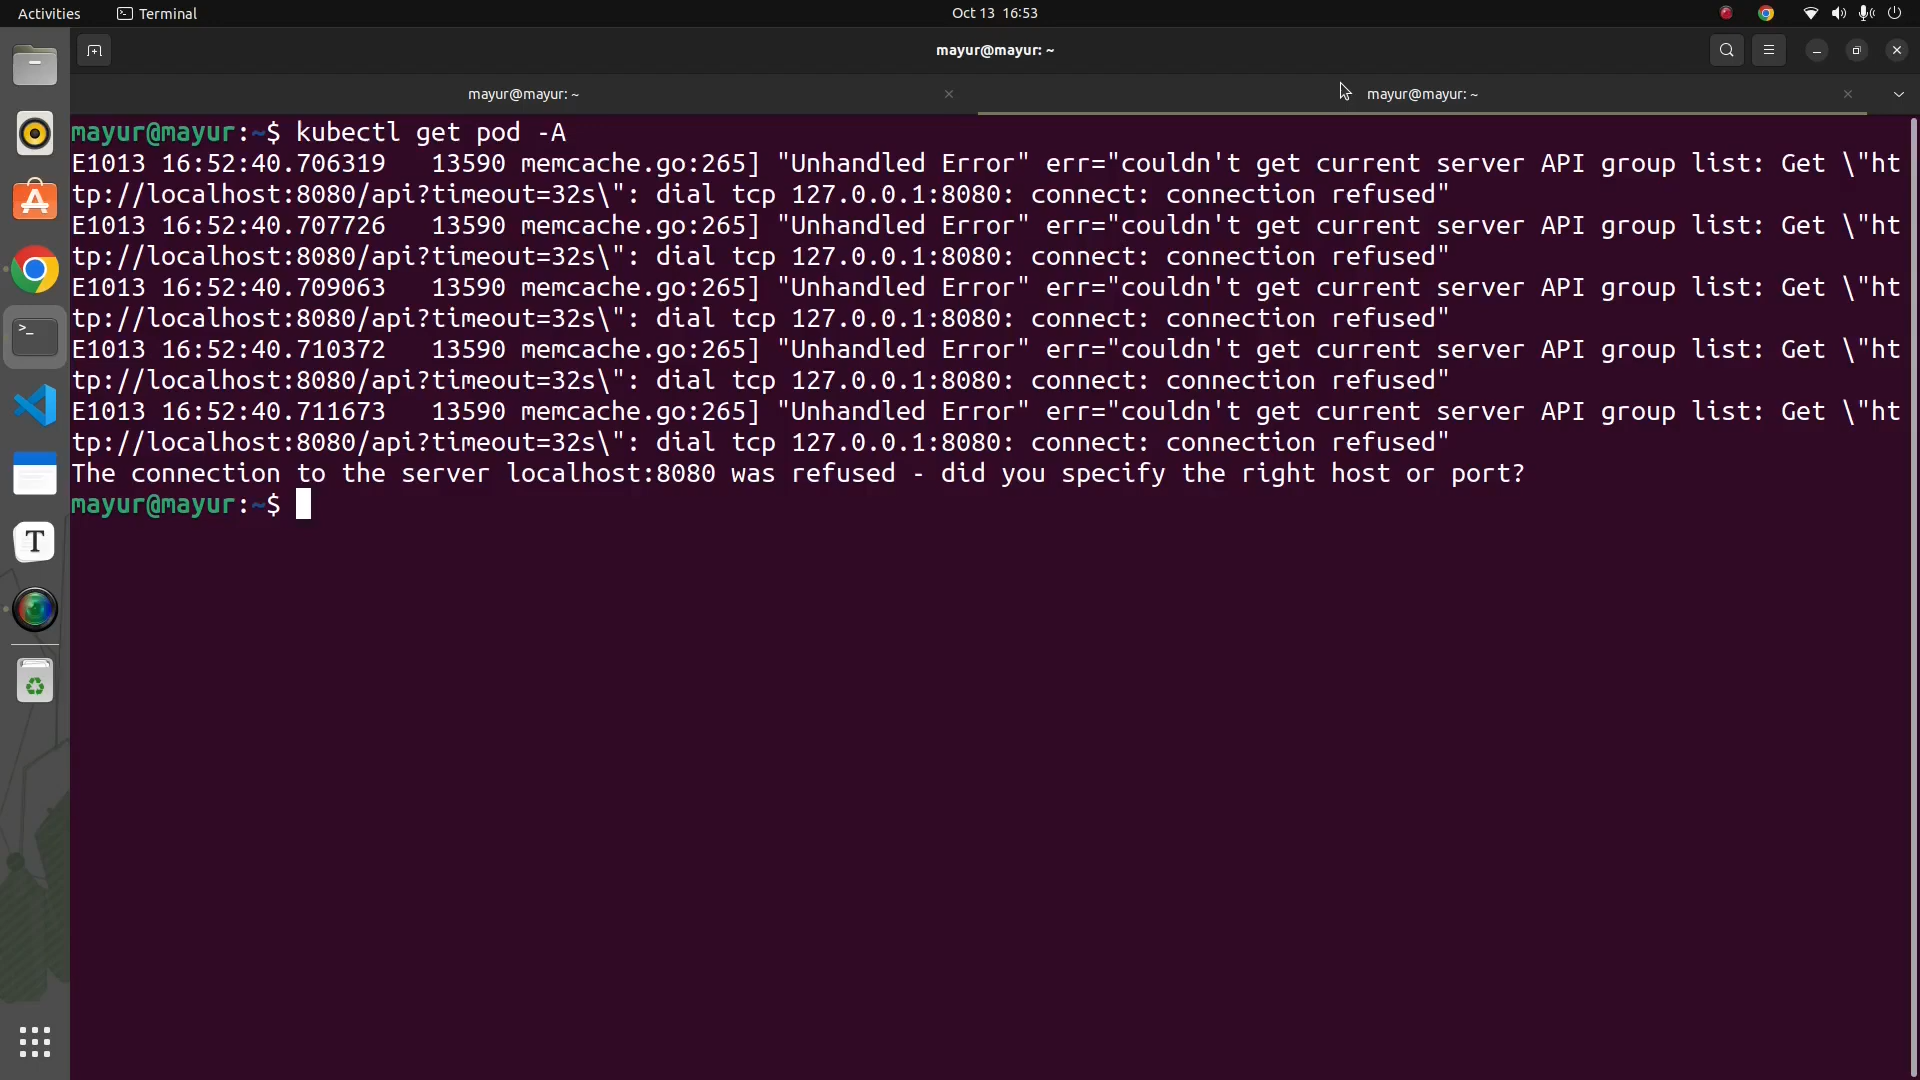 Activities Terminal Oct 13 16:53
mayur@mayur: ~
mayur@mayur: ~ mayur@mayur: ~
mayur@mayur:~$ kubectl get pod -A
E1013 16:52:40.706319   13590 memcache.go:265] "Unhandled Error" err="couldn't get current server API group list: Get \"ht
tp://localhost:8080/api?timeout=32s\": dial tcp 127.0.0.1:8080: connect: connection refused"
E1013 16:52:40.707726   13590 memcache.go:265] "Unhandled Error" err="couldn't get current server API group list: Get \"ht
tp://localhost:8080/api?timeout=32s\": dial tcp 127.0.0.1:8080: connect: connection refused"
E1013 16:52:40.709063   13590 memcache.go:265] "Unhandled Error" err="couldn't get current server API group list: Get \"ht
tp://localhost:8080/api?timeout=32s\": dial tcp 127.0.0.1:8080: connect: connection refused"
E1013 16:52:40.710372   13590 memcache.go:265] "Unhandled Error" err="couldn't get current server API group list: Get \"ht
tp://localhost:8080/api?timeout=32s\": dial tcp 127.0.0.1:8080: connect: connection refused"
E1013 16:52:40.711673   13590 memcache.go:265] "Unhandled Error" err="couldn't get current server API group list: Get \"ht
tp://localhost:8080/api?timeout=32s\": dial tcp 127.0.0.1:8080: connect: connection refused"
The connection to the server localhost:8080 was refused - did you specify the right host or port?
mayur@mayur:~$